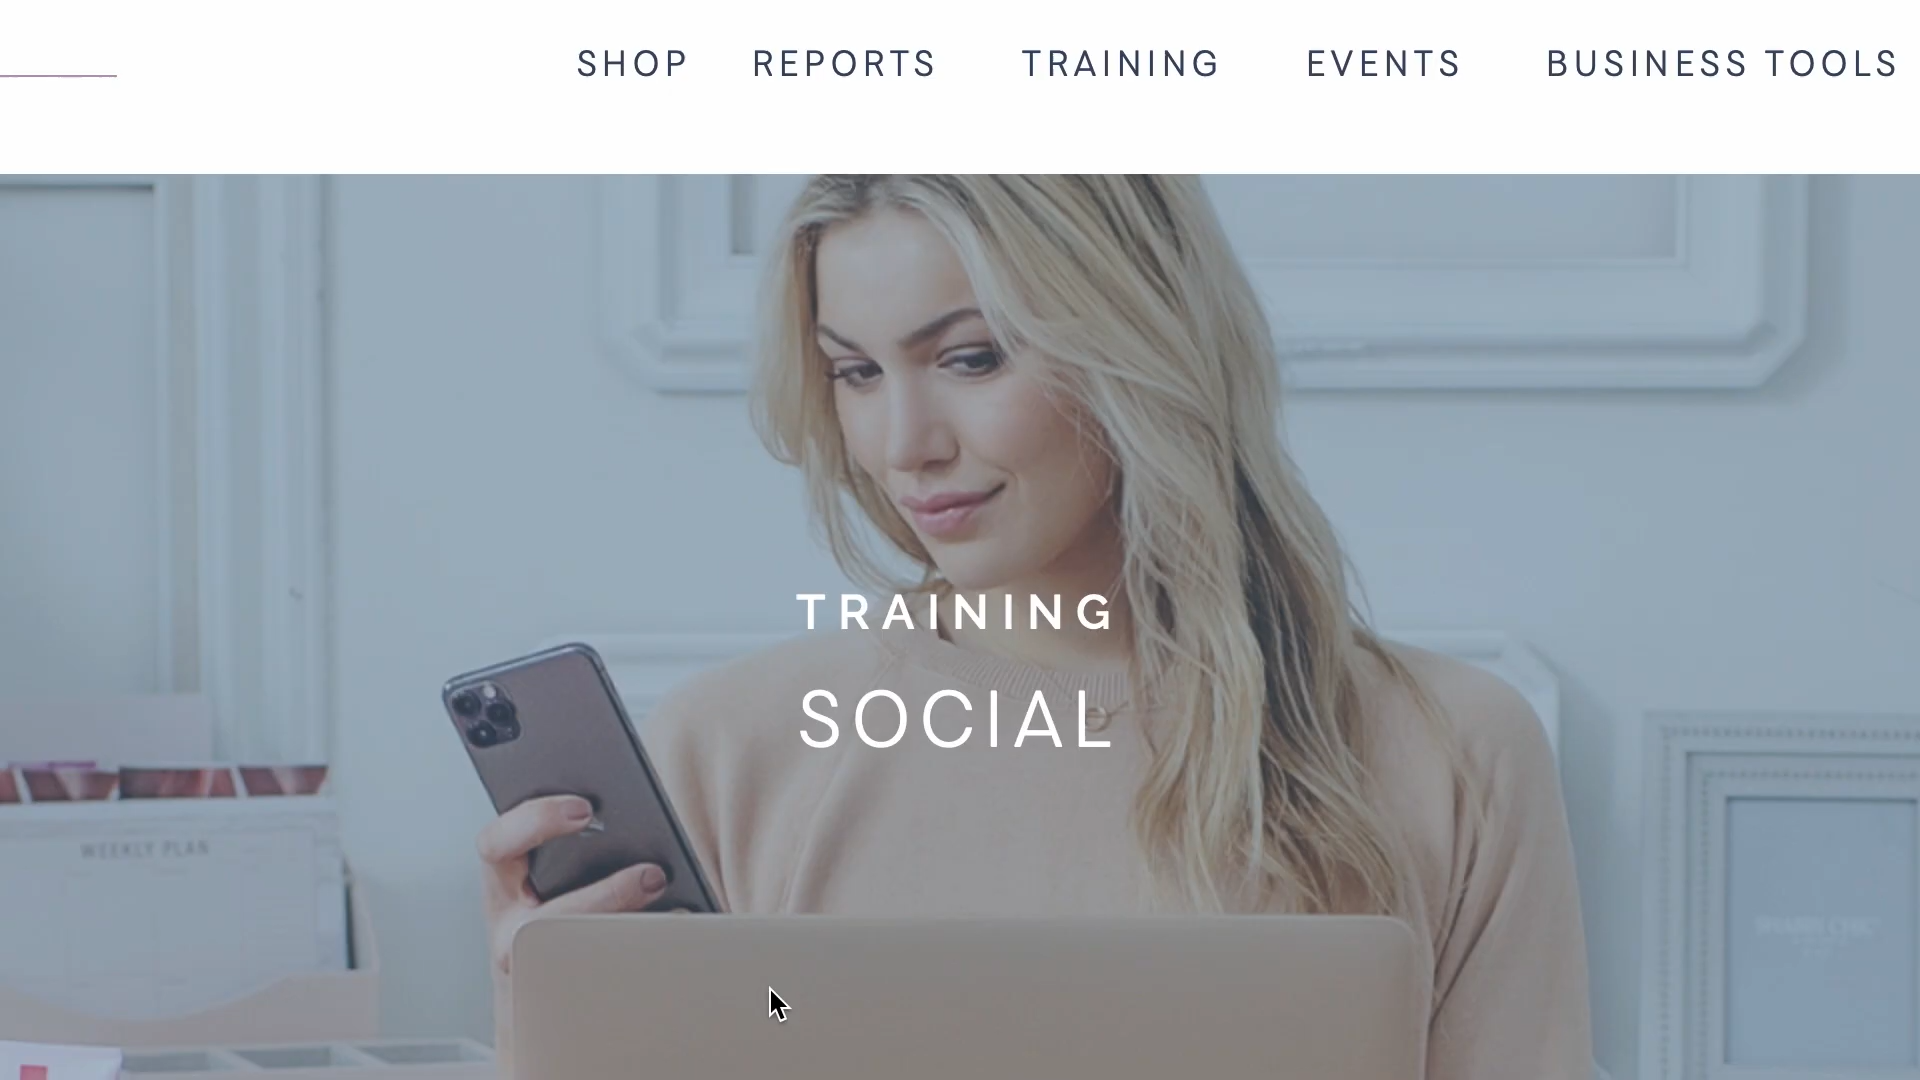 SHOP REPORTS TRAINING EVENTS BUSINESS TOOLS
TRAINING
SOCIAL
WEEKLY PLAN